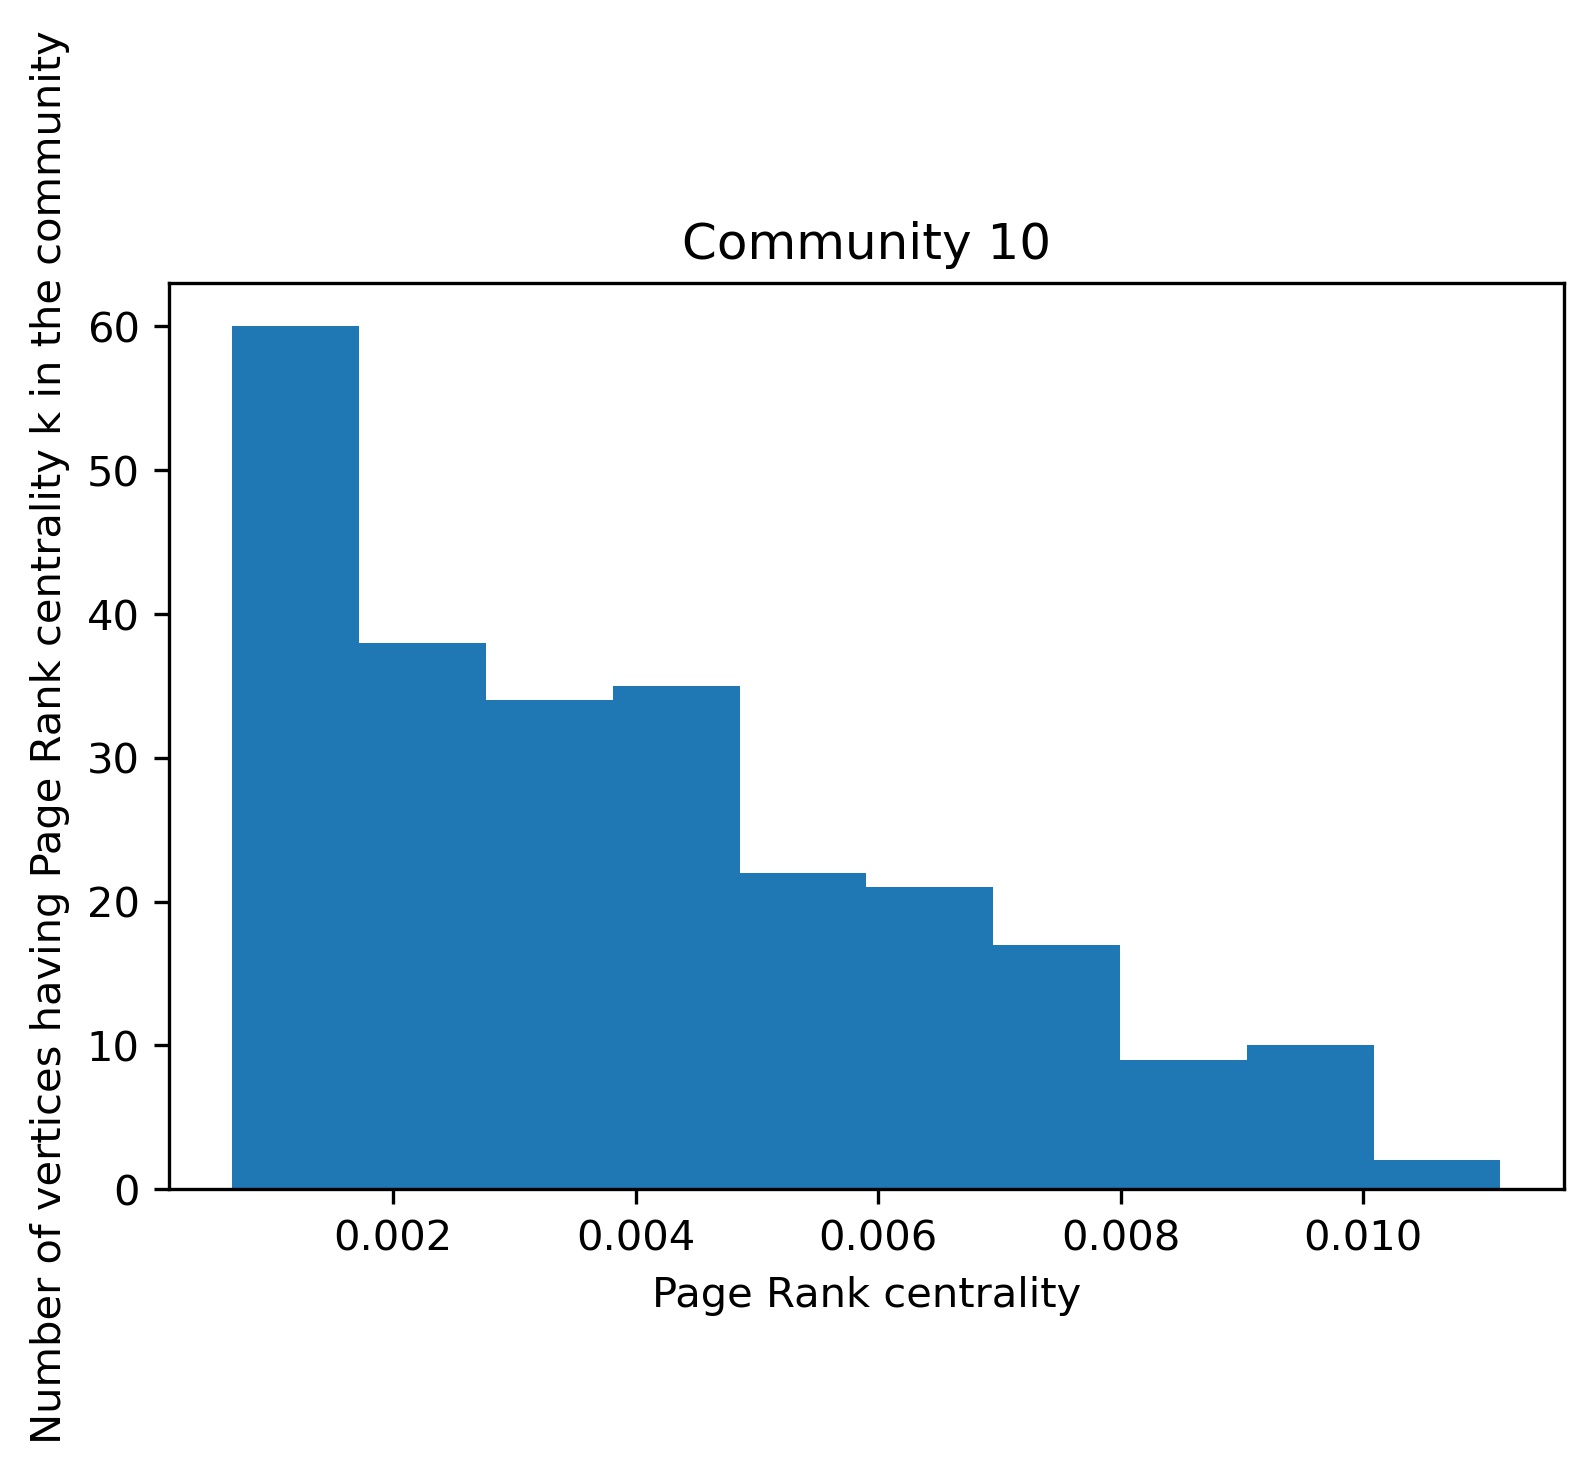 Community 10
Number of vertices having Page Rank centrality k in the community
60
50
40
30
20
10
0
0.002 0.004 0.006 0.008 0.010
Page Rank centrality